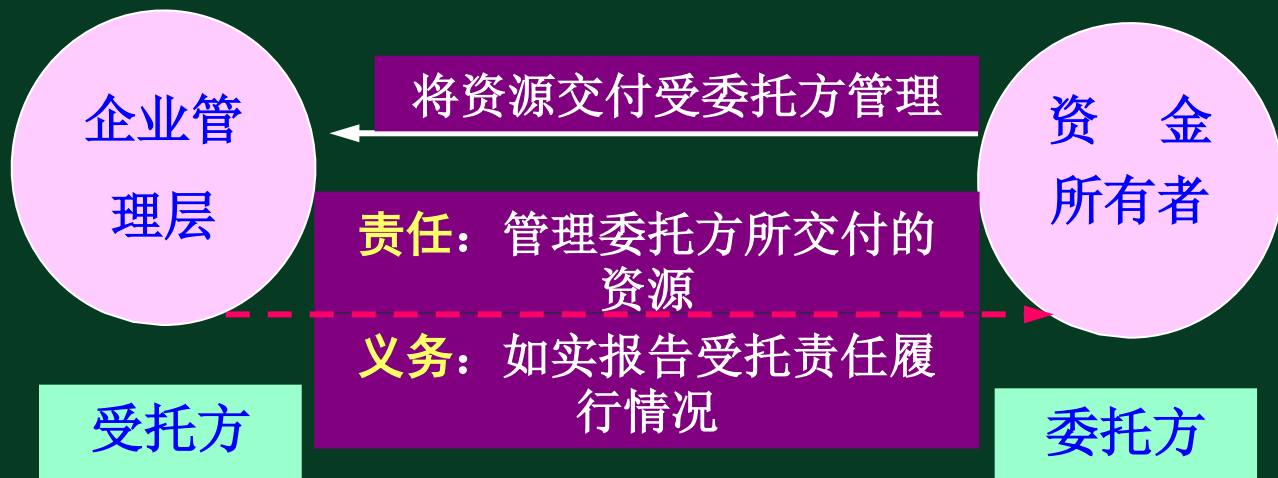 将资源交付受委托方管理
企业管
理层
资 金
所有者
责任：管理委托方所交付的
资源
义务：如实报告受托责任履
行情况
受托方
委托方